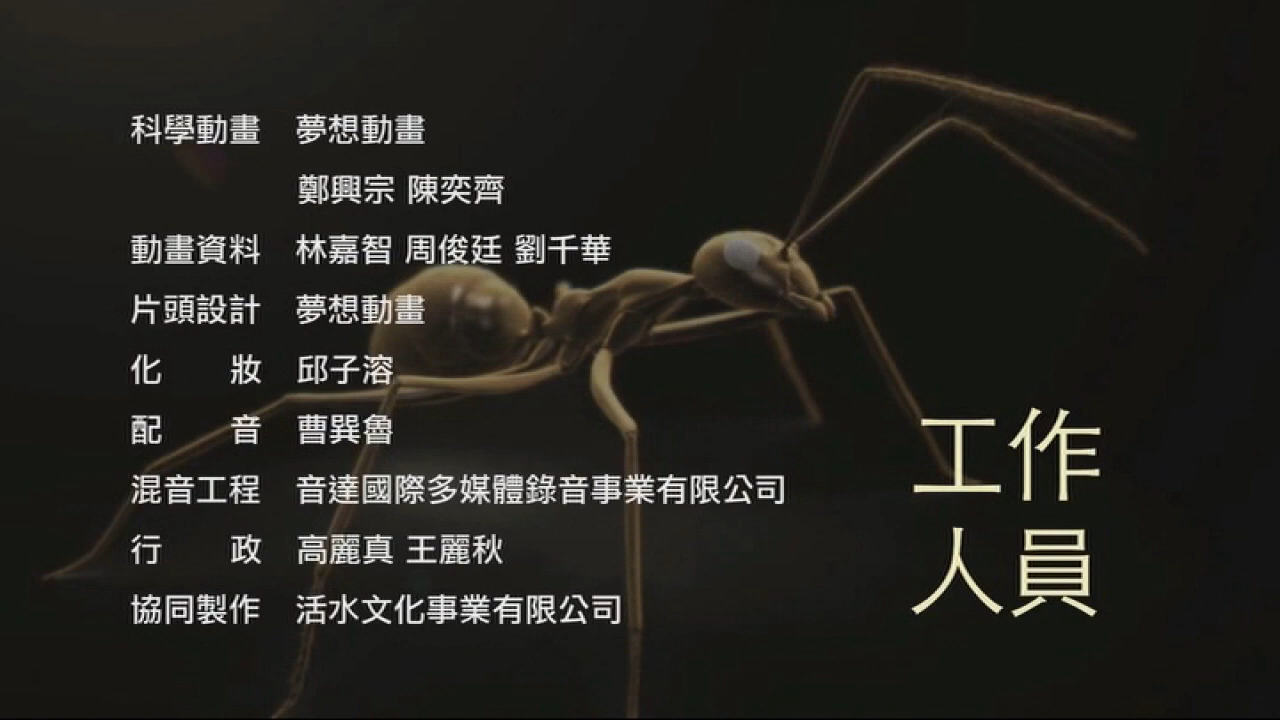 科學動畫 夢想動畫
鄭興宗 陳奕齊
動畫資料 林嘉智 周俊廷 劉千華
片頭設計 夢想動畫
化 妝 邱子溶
配 音 曹巽魯
混音工程 音達國際多媒體錄音事業有限公司
行 政 高麗真 王麗秋
協同製作 活水文化事業有限公司
工作
人員